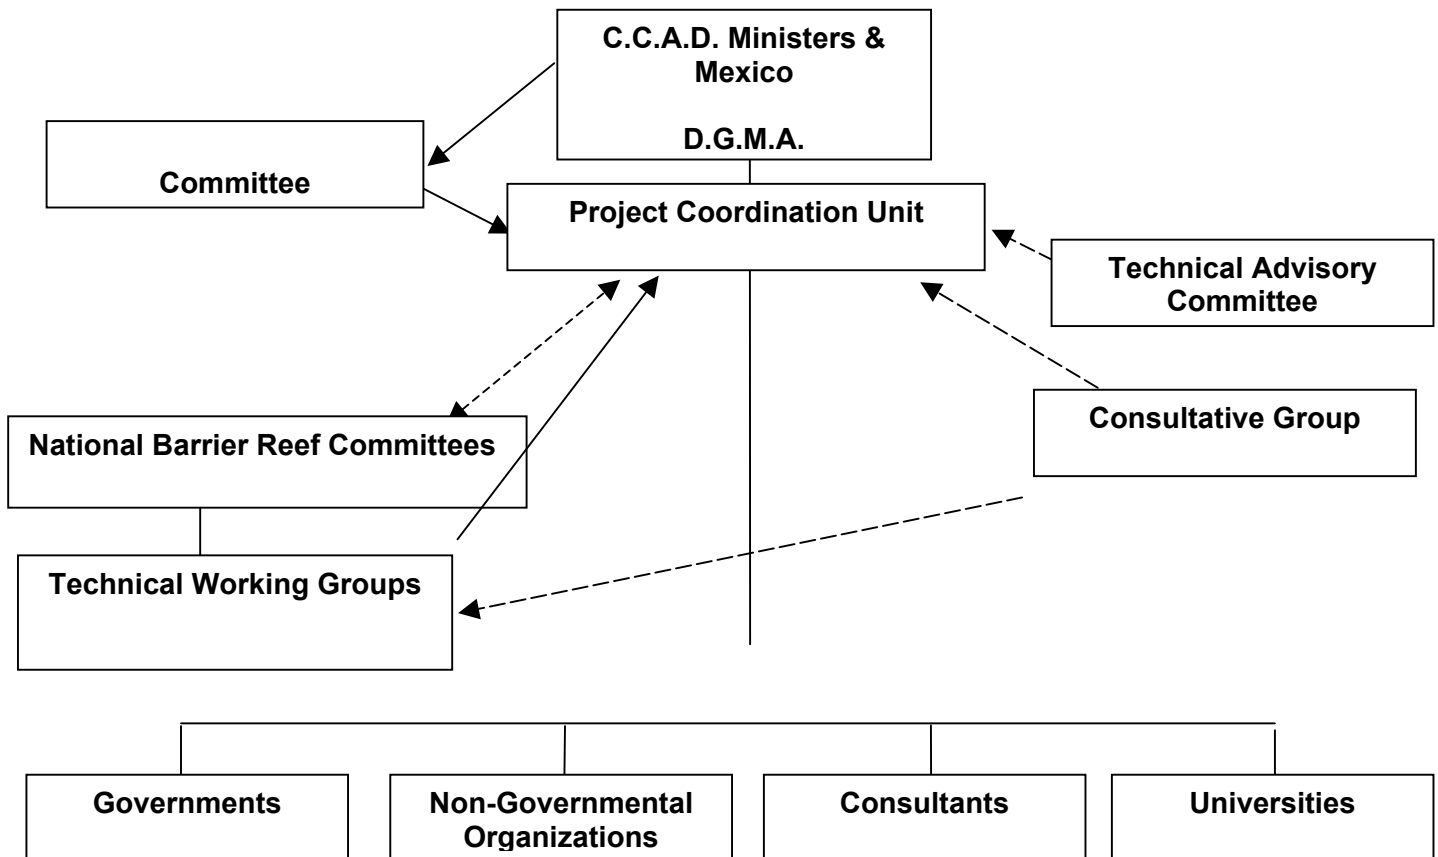 C.C.A.D. Ministers &
Mexico
D.G.M.A.
Committee
Project Coordination Unit
Technical Advisory
Committee
Consultative Group
National Barrier Reef Committees
Technical Working Groups
Governments
Non-Governmental
Organizations
Consultants
Universities